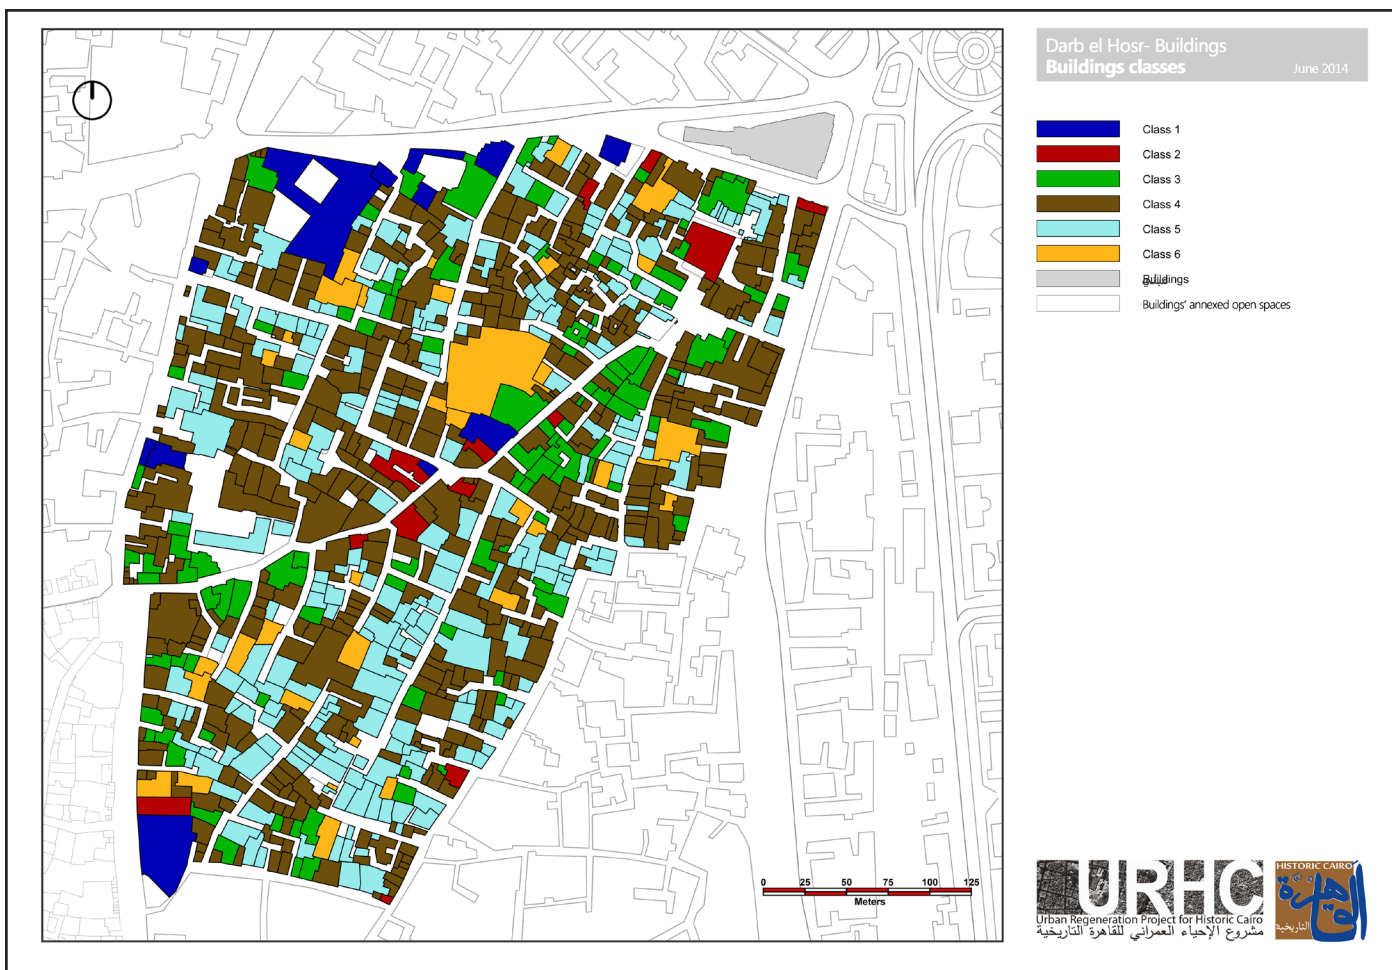 Darb el Hosr- Buildings
Buildings classes June 2014
Class 1
Class 2
Class 3
Class 4
Class 5
Class 6
Buildings
Buildings' annexed open spaces
0 25 50 75 100 125
Meters
URHC
Urban Regeneration Project for Historic Cairo
مشروع الإحياء العمراني للقاهرة التاريخية
HISTORIC CAIRO
القاهرة
التاريخية